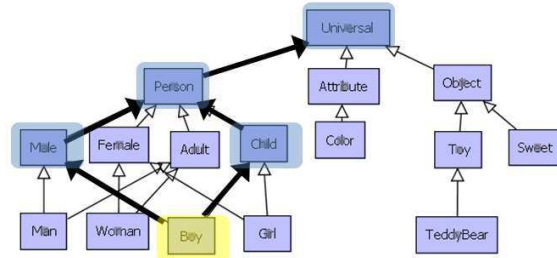 Universal
Person
Attribute
Object
Male
Female
Adult
Child
Color
Toy
Sweet
Man
Woman
Boy
Girl
TeddyBear